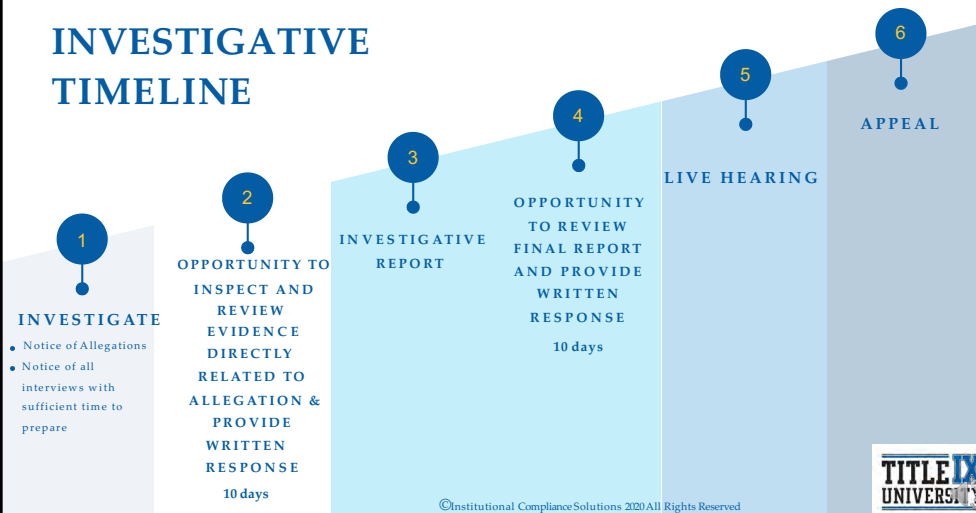 INVESTIGATIVE
TIMELINE
1
INVESTIGATE
Notice of Allegations
Notice of all
interviews with
sufficient time to
prepare
2
OPPORTUNITY TO
INSPECT AND
REVIEW
EVIDENCE
DIRECTLY
RELATED TO
ALLEGATION &
PROVIDE
WRITTEN
RESPONSE
10 days
3
INVESTIGATIVE
REPORT
4
OPPORTUNITY
TO REVIEW
FINAL REPORT
AND PROVIDE
WRITTEN
RESPONSE
10 days
5
LIVE HEARING
6
APPEAL
©Institutional Compliance Solutions 2020 All Rights Reserved
TITLE IX
UNIVERSITY